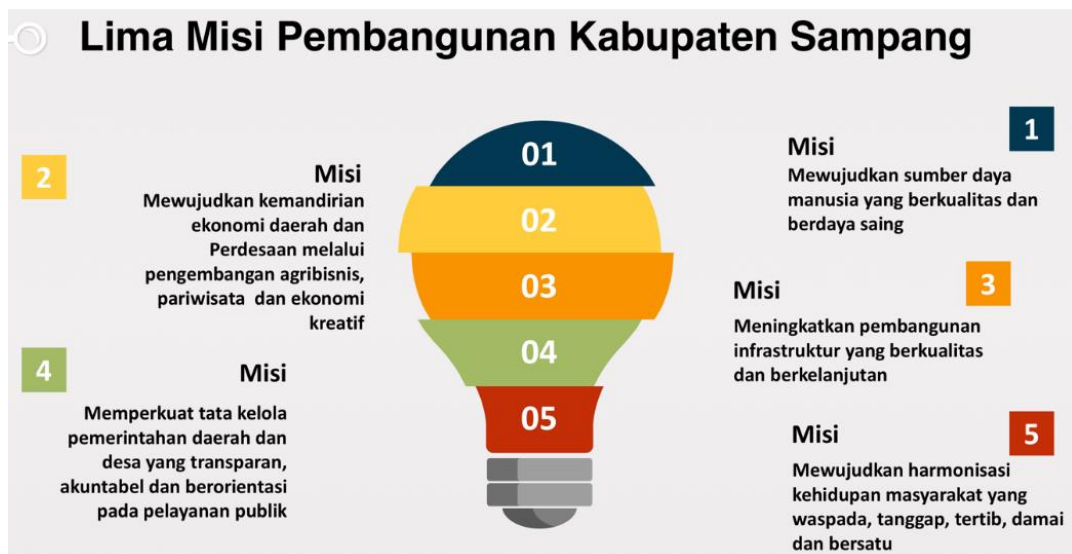 Lima Misi Pembangunan Kabupaten Sampang
1
Misi
Mewujudkan sumber daya
manusia yang berkualitas dan
berdaya saing
2
Misi
Mewujudkan kemandirian
ekonomi daerah dan
Perdesaan melalui
pengembangan agribisnis,
pariwisata dan ekonomi
kreatif
01
02
03
04
05
3
Misi
Meningkatkan pembangunan
infrastruktur yang berkualitas
dan berkelanjutan
4
Misi
Memperkuat tata kelola
pemerintahan daerah dan
desa yang transparan,
akuntabel dan berorientasi
pada pelayanan publik
5
Misi
Mewujudkan harmonisasi
kehidupan masyarakat yang
waspada, tanggap, tertib, damai
dan bersatu